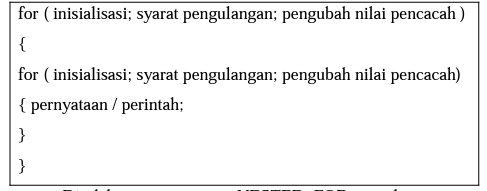 for ( inisialisasi; syarat pengulangan; pengubah nilai pencacah )
{
for ( inisialisasi; syarat pengulangan; pengubah nilai pencacah)
{ pernyataan / perintah;
}
}